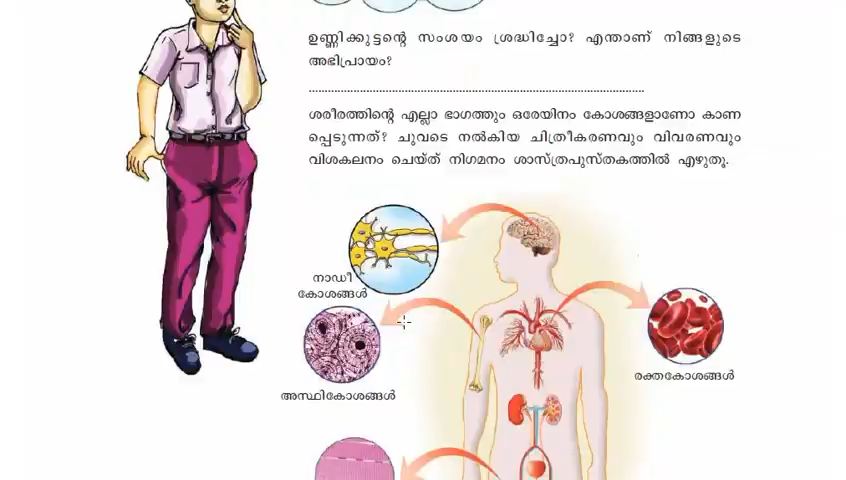 ഉണ്ണിക്കുട്ടന്റെ സംശയം ശ്രദ്ധിച്ചോ? എന്താണ് നിങ്ങളുടെ
അഭിപ്രായം?
ശരീരത്തിന്റെ എല്ലാ ഭാഗത്തും ഒരേയിനം കോശങ്ങളാണോ കാണ
പ്പെടുന്നത്? ചുവടെ നൽകിയ ചിത്രീകരണവും വിവരണവും
വിശകലനം ചെയ്ത് നിഗമനം ശാസ്ത്രപുസ്തകത്തിൽ എഴുതൂ.
നാഡീ
കോശങ്ങൾ
അസ്ഥികോശങ്ങൾ
രക്തകോശങ്ങൾ